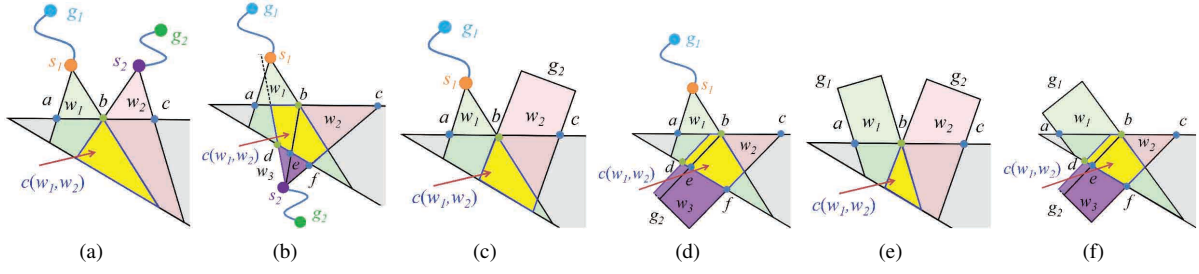 g₁
g₂
s₁
s₂
a
w₁
b
w₂
c
c(w₁,w₂)
(a)
g₁
s₁
a
w₁
b
c
w₂
c(w₁,w₂)
d
e
f
w₃
s₂
g₂
(b)
g₁
s₁
g₂
a
w₁
b
w₂
c
c(w₁,w₂)
(c)
g₁
s₁
a
w₁
b
c
w₂
c(w₁,w₂)
d
e
f
w₃
g₂
(d)
g₁
g₂
a
w₁
b
w₂
c
c(w₁,w₂)
(e)
g₁
a
w₁
b
c
w₂
c(w₁,w₂)
d
e
f
w₃
g₂
(f)